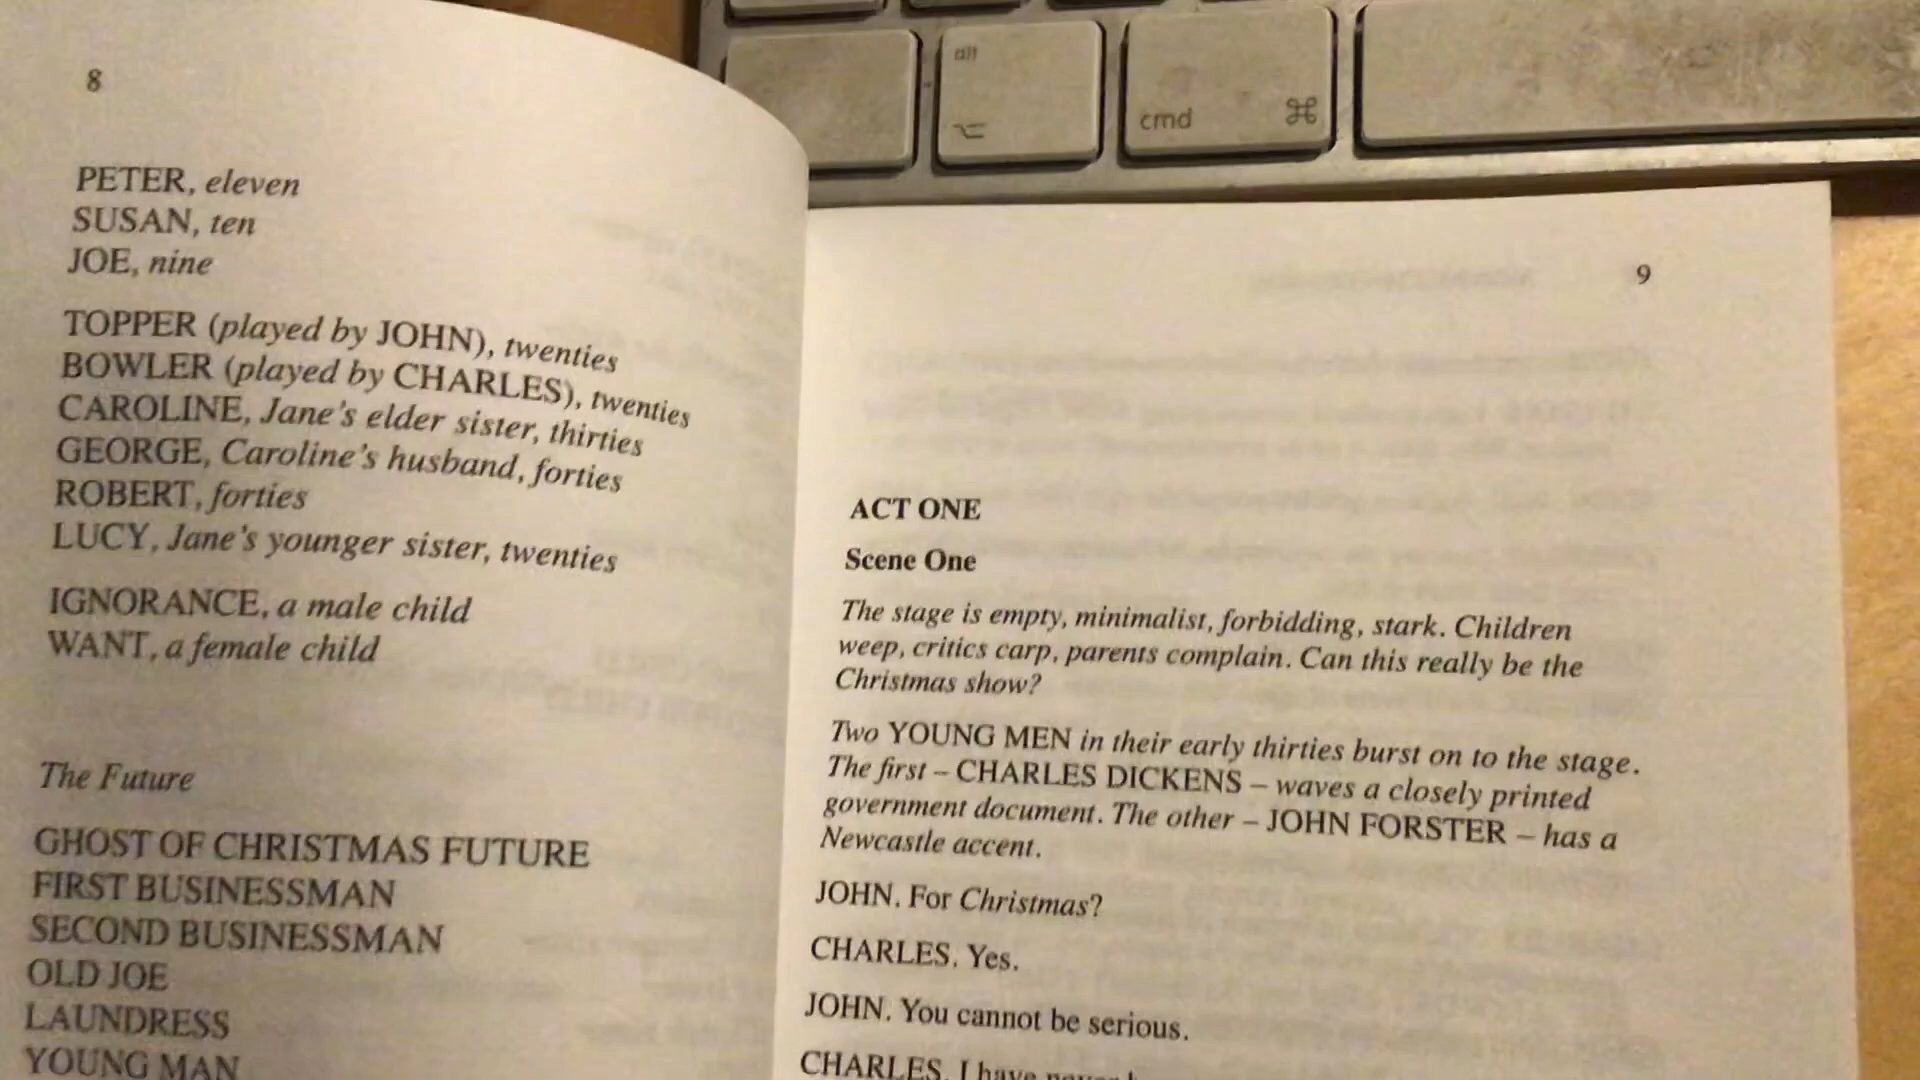 alt
⌥
cmd ⌘
8
PETER, eleven
SUSAN, ten
JOE, nine
TOPPER (played by JOHN), twenties
BOWLER (played by CHARLES), twenties
CAROLINE, Jane's elder sister, thirties
GEORGE, Caroline's husband, forties
ROBERT, forties
LUCY, Jane's younger sister, twenties
IGNORANCE, a male child
WANT, a female child
The Future
GHOST OF CHRISTMAS FUTURE
FIRST BUSINESSMAN
SECOND BUSINESSMAN
OLD JOE
LAUNDRESS
YOUNG MAN
9
ACT ONE
Scene One
The stage is empty, minimalist, forbidding, stark. Children
weep, critics carp, parents complain. Can this really be the
Christmas show?
Two YOUNG MEN in their early thirties burst on to the stage.
The first – CHARLES DICKENS – waves a closely printed
government document. The other – JOHN FORSTER – has a
Newcastle accent.
JOHN. For Christmas?
CHARLES. Yes.
JOHN. You cannot be serious.
CHARLES. I have never